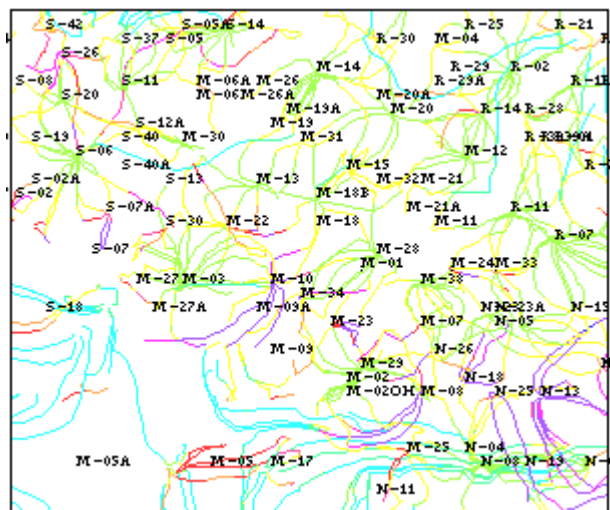 S-42 S-05A S-14 R-25 R-21
S-37 S-05 R-30 M-04
S-26
M-14 R-29 R-02
S-08 S-11 M-06A M-26 R-29A
S-20 M-06 M-26A M-20A
M-19A M-20 R-14 R-28
S-12A M-19
S-19 S-40 M-30 M-31
S-06 M-12
S-40A M-15
S-02A S-13 M-13 M-32 M-21
S-02 M-18B
S-07A M-21A R-11
S-30 M-22 M-18 M-11
R-07
S-07 M-28
M-01 M-24 M-33
M-27 M-03 M-10 M-38
M-34
S-18 M-27A M-09A N-15
M-23 M-07 N-05
M-09 N-26
M-29
M-02 N-18
M-02OH M-08 N-25 N-13
M-25 N-04
M-05A M-05 M-17 N-08 N-19
N-11